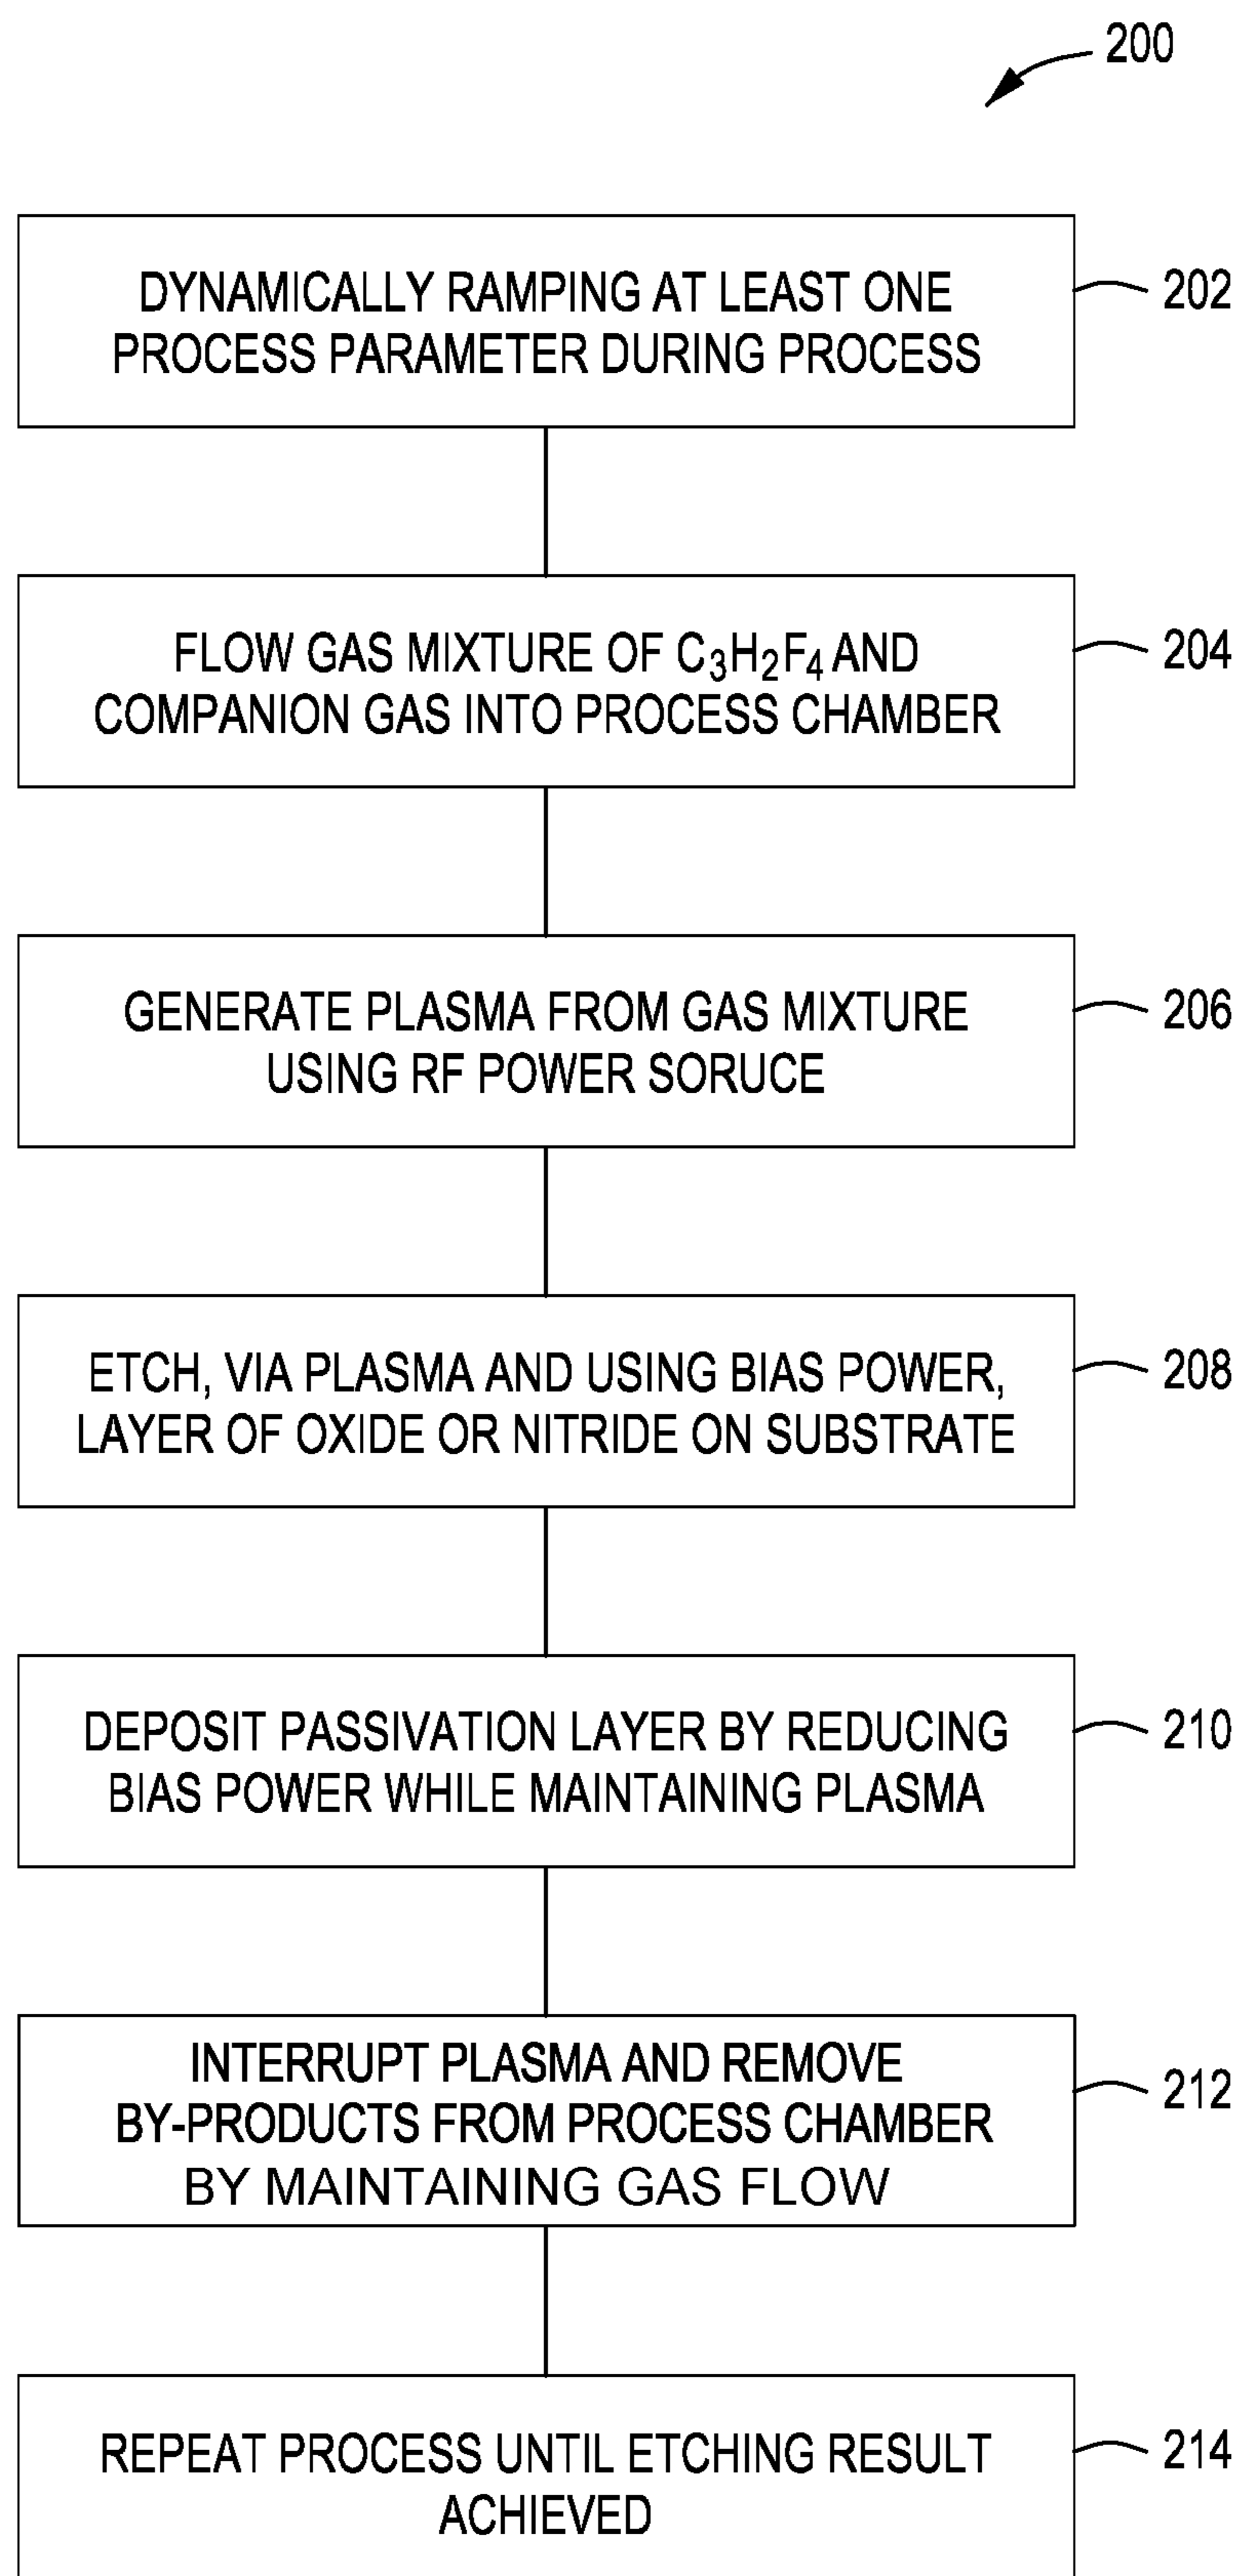 200
DYNAMICALLY RAMPING AT LEAST ONE
PROCESS PARAMETER DURING PROCESS
202
FLOW GAS MIXTURE OF C₃H₂F₄ AND
COMPANION GAS INTO PROCESS CHAMBER
204
GENERATE PLASMA FROM GAS MIXTURE
USING RF POWER SORUCE
206
ETCH, VIA PLASMA AND USING BIAS POWER,
LAYER OF OXIDE OR NITRIDE ON SUBSTRATE
208
DEPOSIT PASSIVATION LAYER BY REDUCING
BIAS POWER WHILE MAINTAINING PLASMA
210
INTERRUPT PLASMA AND REMOVE
BY-PRODUCTS FROM PROCESS CHAMBER
BY MAINTAINING GAS FLOW
212
REPEAT PROCESS UNTIL ETCHING RESULT
ACHIEVED
214